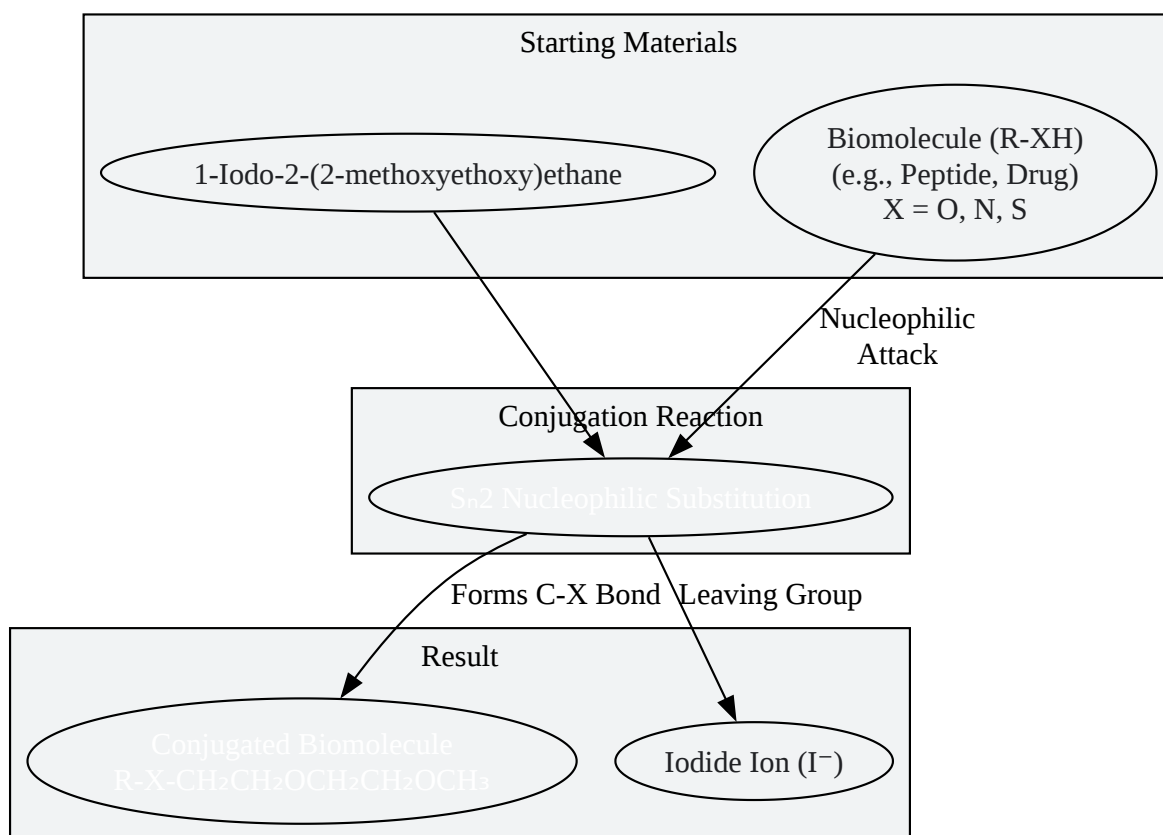 Starting Materials
1-Iodo-2-(2-methoxyethoxy)ethane
Biomolecule (R-XH)
(e.g., Peptide, Drug)
X = O, N, S
Nucleophilic
Attack
Conjugation Reaction
Sₙ2 Nucleophilic Substitution
Forms C-X Bond
Leaving Group
Result
Conjugated Biomolecule
R-X-CH₂CH₂OCH₂CH₂OCH₃
Iodide Ion (I⁻)